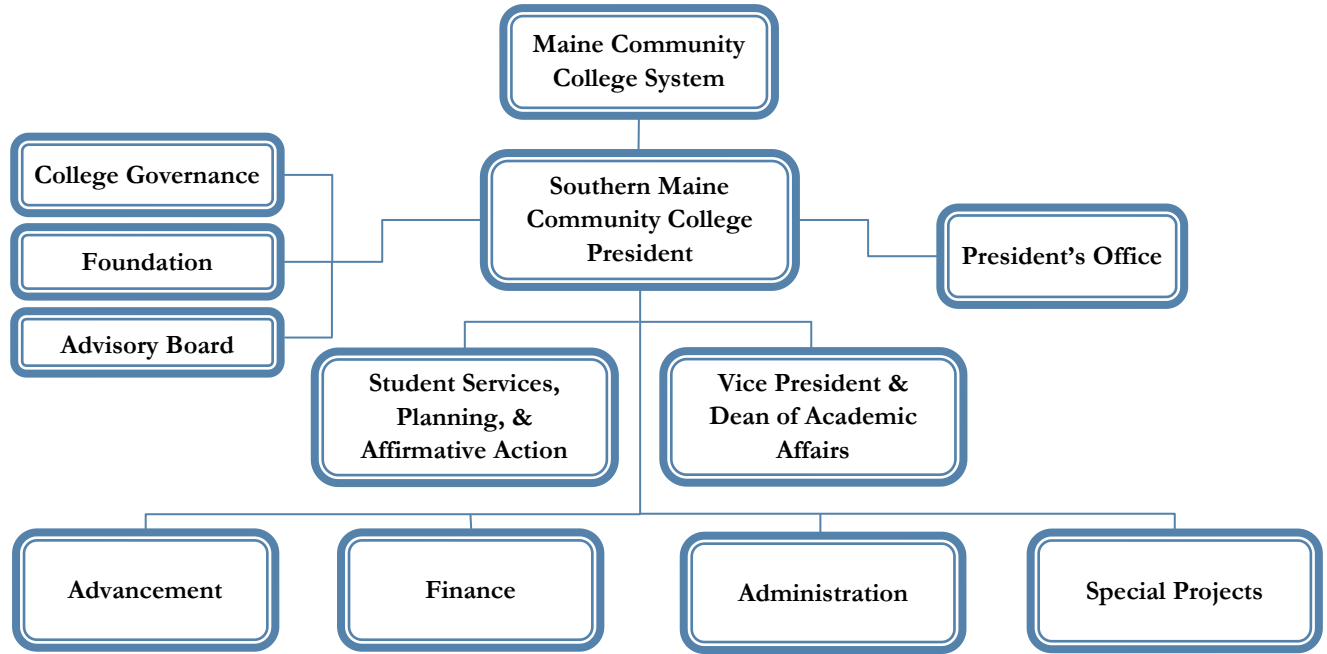 Maine Community
College System
College Governance
Foundation
Advisory Board
Southern Maine
Community College
President
President's Office
Student Services,
Planning, &
Affirmative Action
Vice President &
Dean of Academic
Affairs
Advancement
Finance
Administration
Special Projects